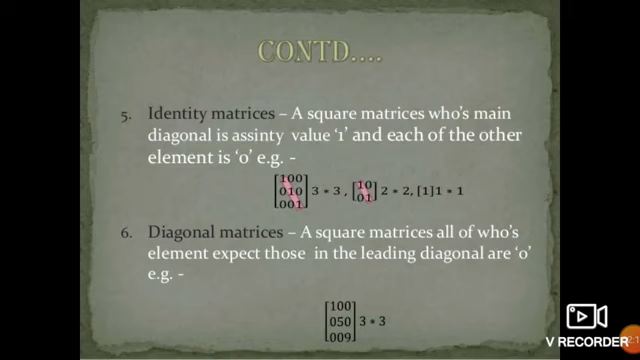 CONTD....
5. Identity matrices – A square matrices who's main
diagonal is assinty value '1' and each of the other
element is '0' e.g. -
[100
010
001] 3 * 3 , [10
01] 2 * 2, [1]1 * 1
6. Diagonal matrices – A square matrices all of who's
element expect those in the leading diagonal are '0'
e.g. -
[100
050
009] 3 * 3
V RECORDER